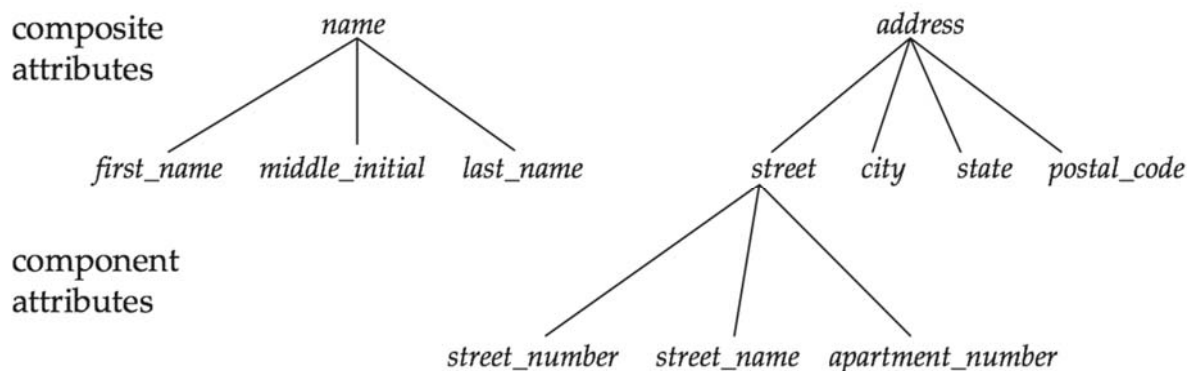 composite attributes
name
address
first_name middle_initial last_name
street city state postal_code
component attributes
street_number street_name apartment_number